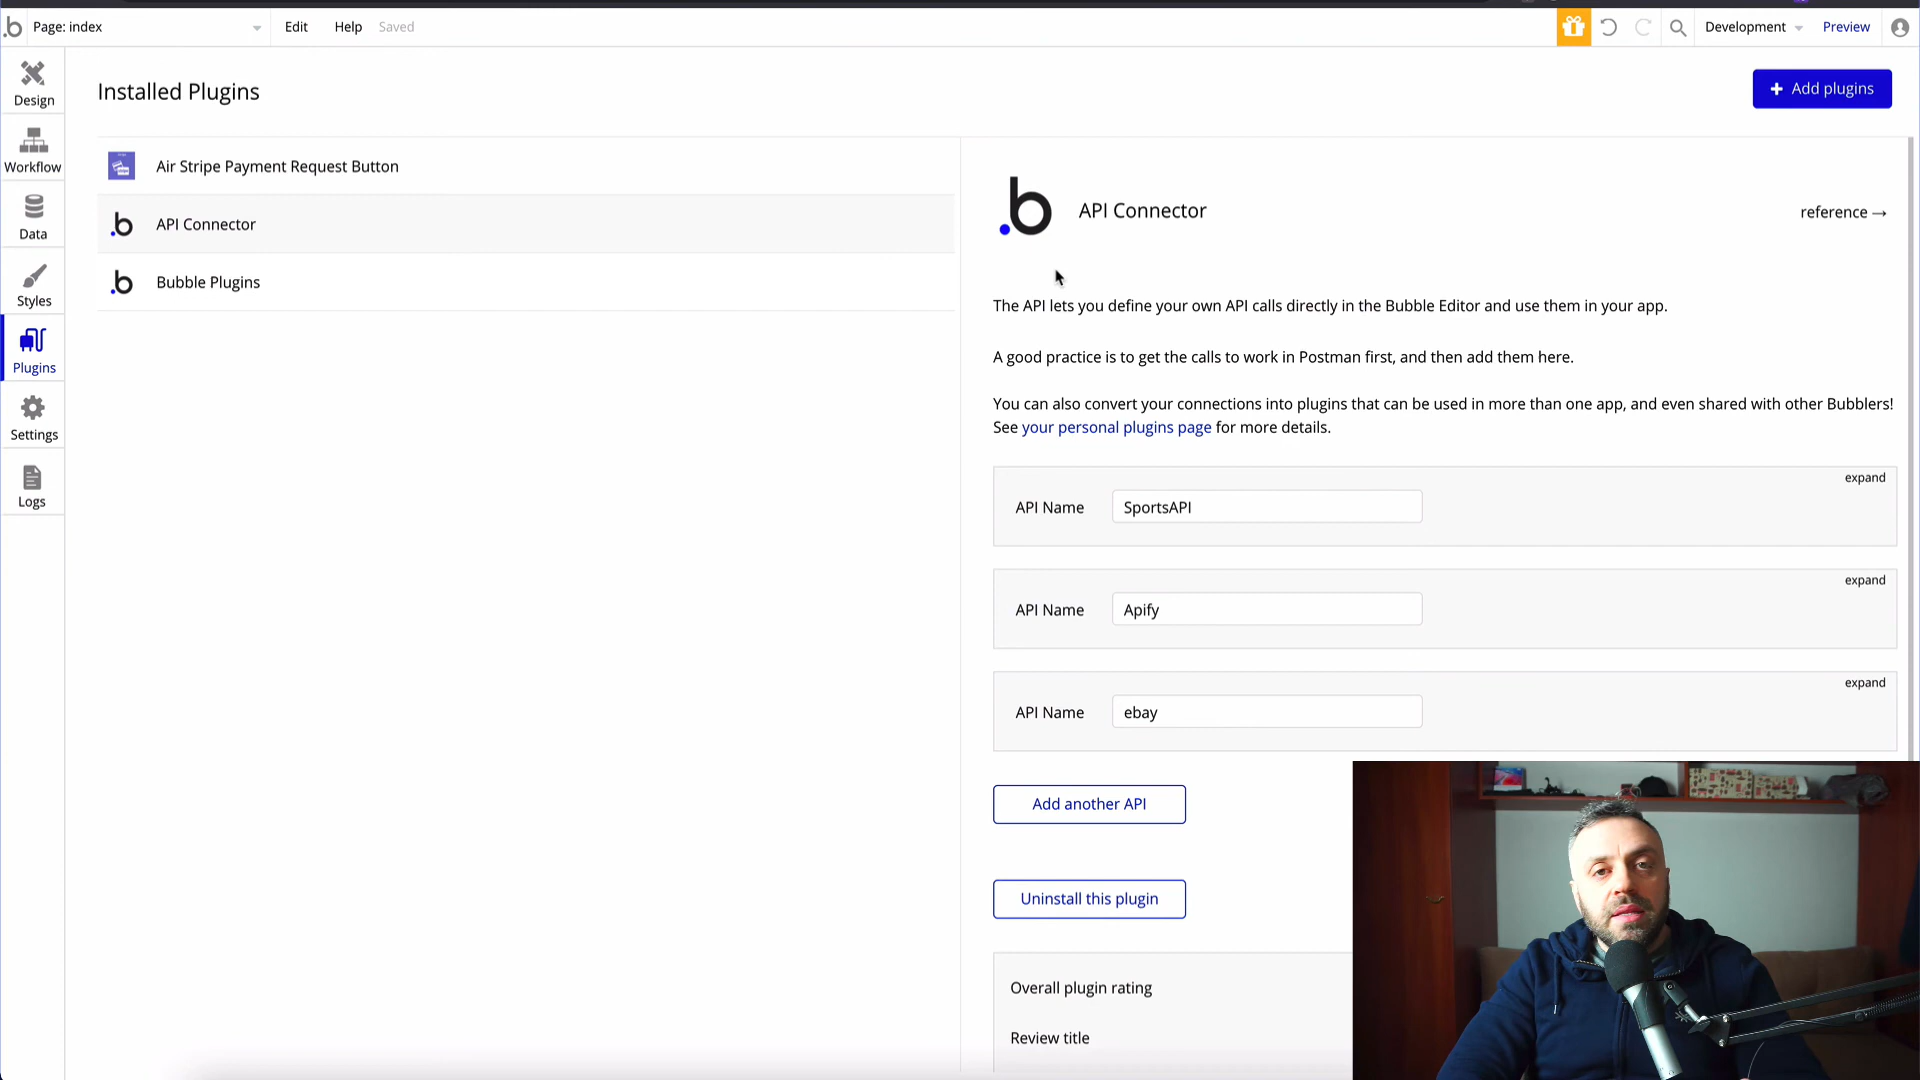 Page: index
Edit
Help
Saved
Development
Preview
Design
Workflow
Data
Styles
Plugins
Settings
Logs
Installed Plugins
+ Add plugins
Air Stripe Payment Request Button
.b API Connector
.b Bubble Plugins
.b
API Connector
reference →
The API lets you define your own API calls directly in the Bubble Editor and use them in your app.
A good practice is to get the calls to work in Postman first, and then add them here.
You can also convert your connections into plugins that can be used in more than one app, and even shared with other Bubblers!
See your personal plugins page for more details.
expand
API Name SportsAPI
expand
API Name Apify
expand
API Name ebay
Add another API
Uninstall this plugin
Overall plugin rating
Review title